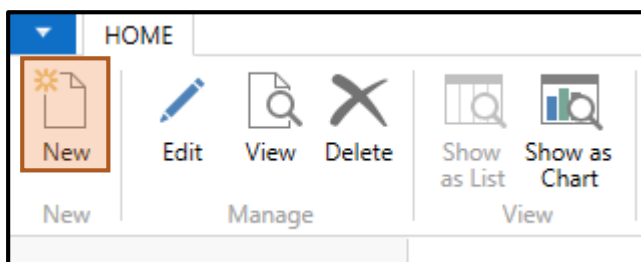 HOME
New
Edit
View
Delete
Show
as List
Show as
Chart
New
Manage
View